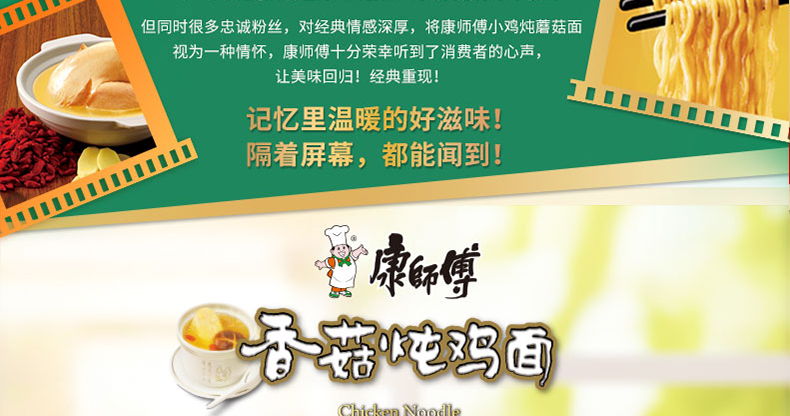 但同时很多忠诚粉丝，对经典情感深厚，将康师傅小鸡炖蘑菇面
视为一种情怀，康师傅十分荣幸听到了消费者的心声，
让美味回归！经典重现！
记忆里温暖的好滋味！
隔着屏幕，都能闻到！
康師傅
香菇炖鸡面
Chicken Noodle